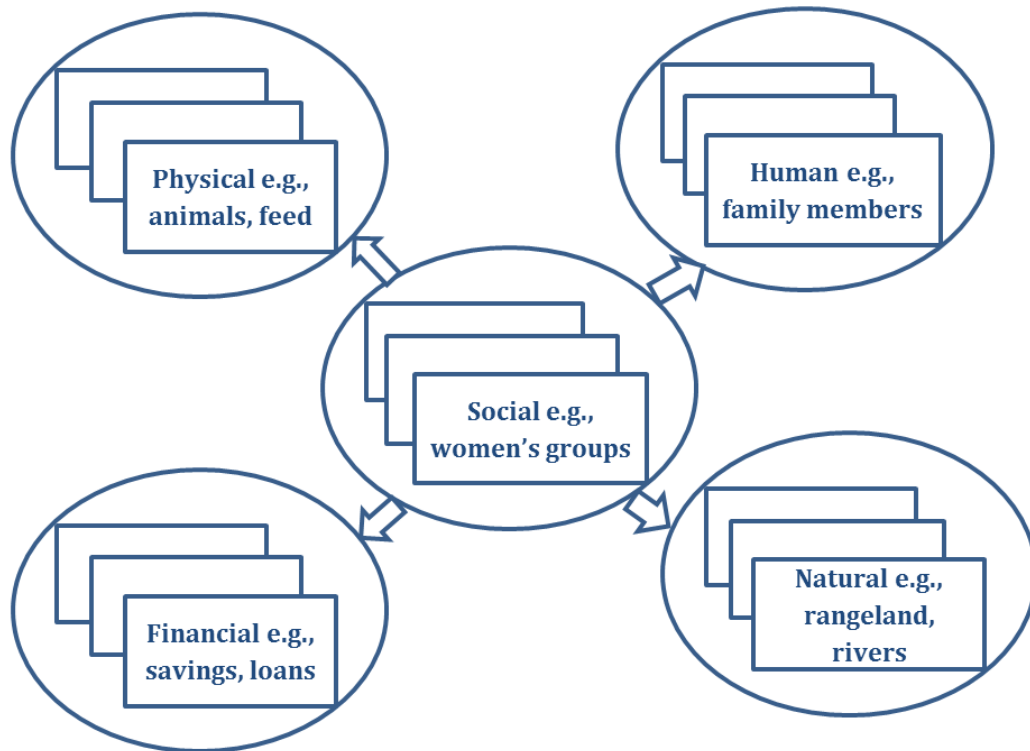 Physical e.g.,
animals, feed
Human e.g.,
family members
Social e.g.,
women’s groups
Financial e.g.,
savings, loans
Natural e.g.,
rangeland,
rivers